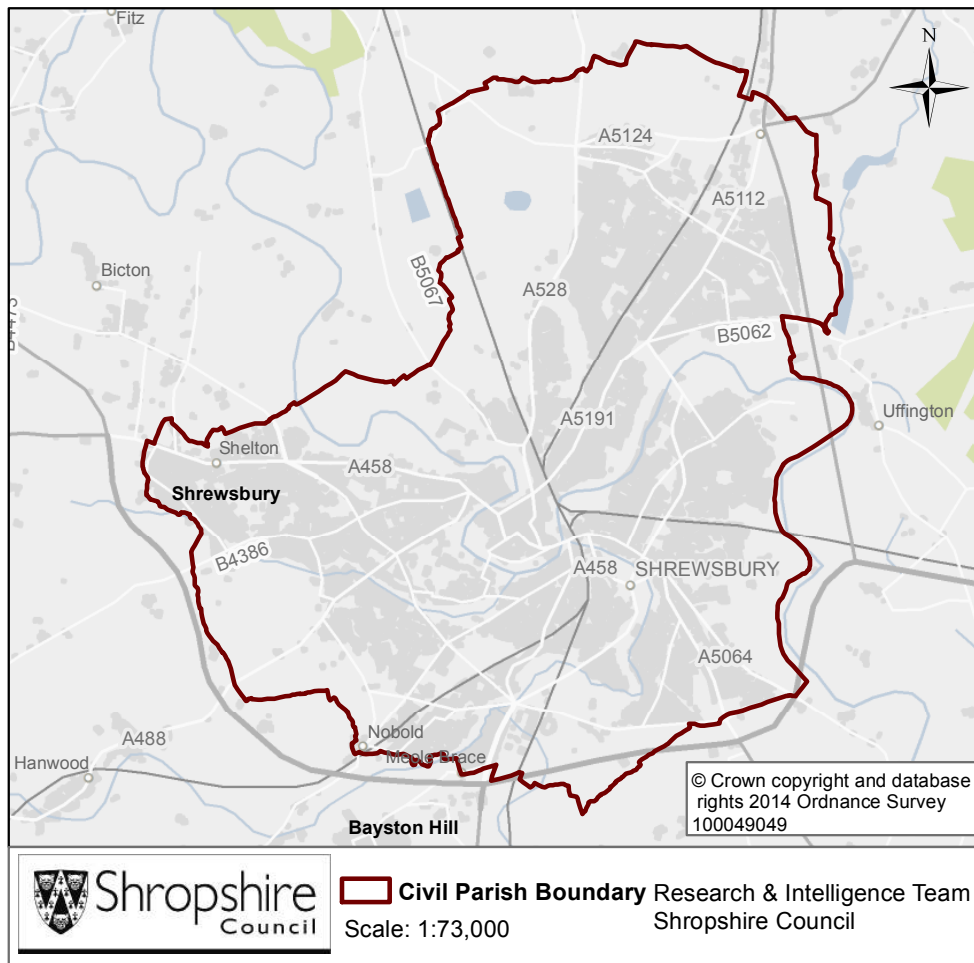 Fitz
N
A5124
A5112
Bicton
B5067
A528
B5062
A5191
Uffington
Shelton
A458
Shrewsbury
B4386
A458
SHREWSBURY
A5064
Nobold
A488
Meole Brace
Hanwood
© Crown copyright and database
rights 2014 Ordnance Survey
100049049
Bayston Hill
Shropshire
Council
Civil Parish Boundary
Scale: 1:73,000
Research & Intelligence Team
Shropshire Council